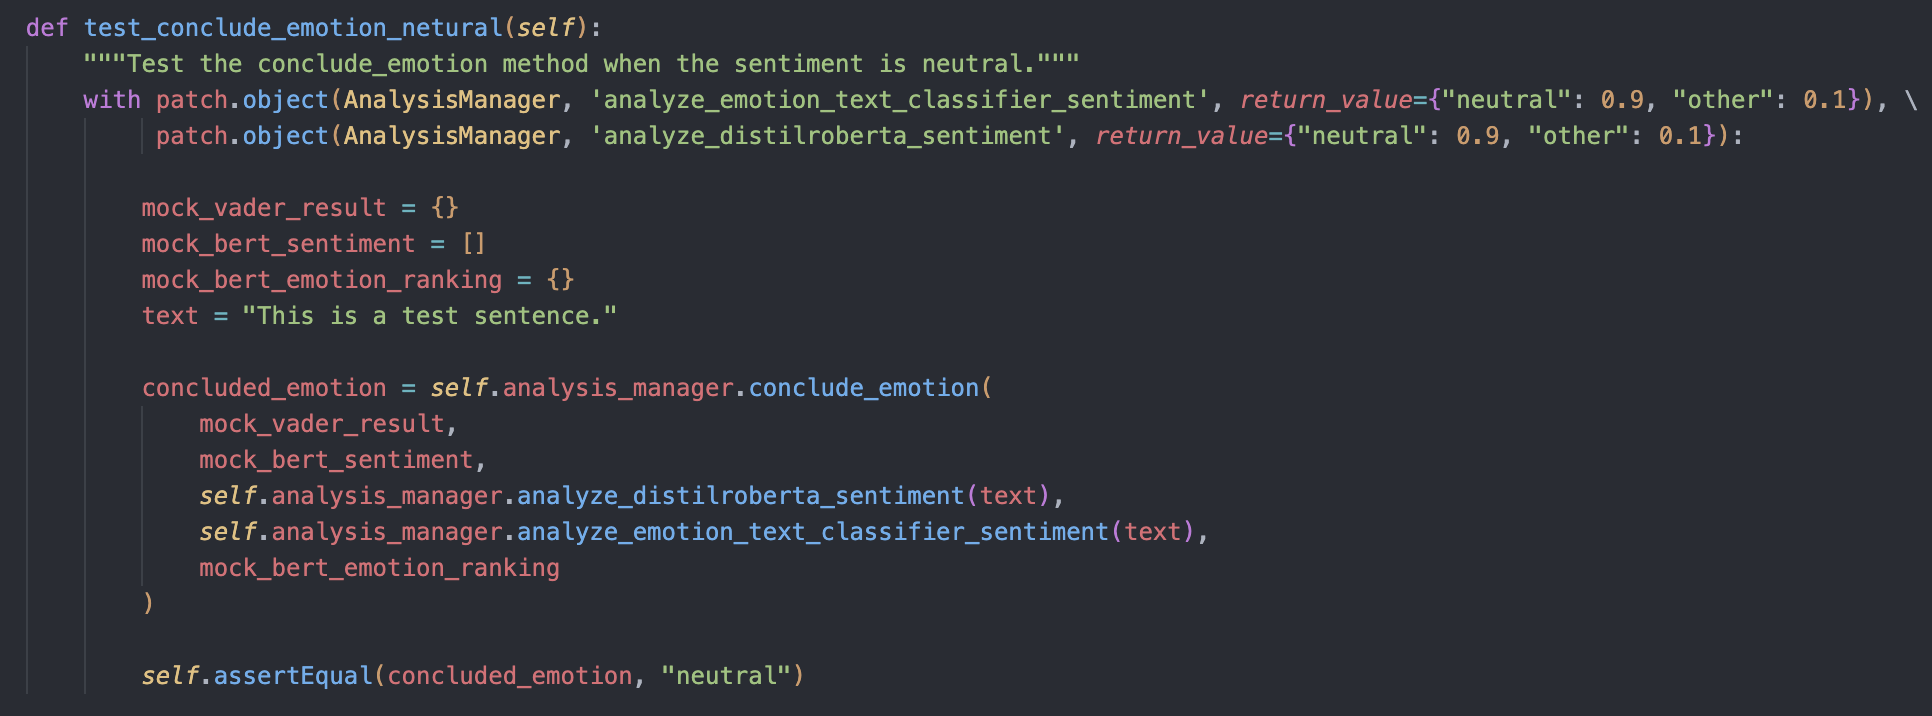 def test_conclude_emotion_netural(self):
"""Test the conclude_emotion method when the sentiment is neutral."""
with patch.object(AnalysisManager, 'analyze_emotion_text_classifier_sentiment', return_value={"neutral": 0.9, "other": 0.1}), \
patch.object(AnalysisManager, 'analyze_distilroberta_sentiment', return_value={"neutral": 0.9, "other": 0.1}):
mock_vader_result = {}
mock_bert_sentiment = []
mock_bert_emotion_ranking = {}
text = "This is a test sentence."
concluded_emotion = self.analysis_manager.conclude_emotion(
mock_vader_result,
mock_bert_sentiment,
self.analysis_manager.analyze_distilroberta_sentiment(text),
self.analysis_manager.analyze_emotion_text_classifier_sentiment(text),
mock_bert_emotion_ranking
)
self.assertEqual(concluded_emotion, "neutral")